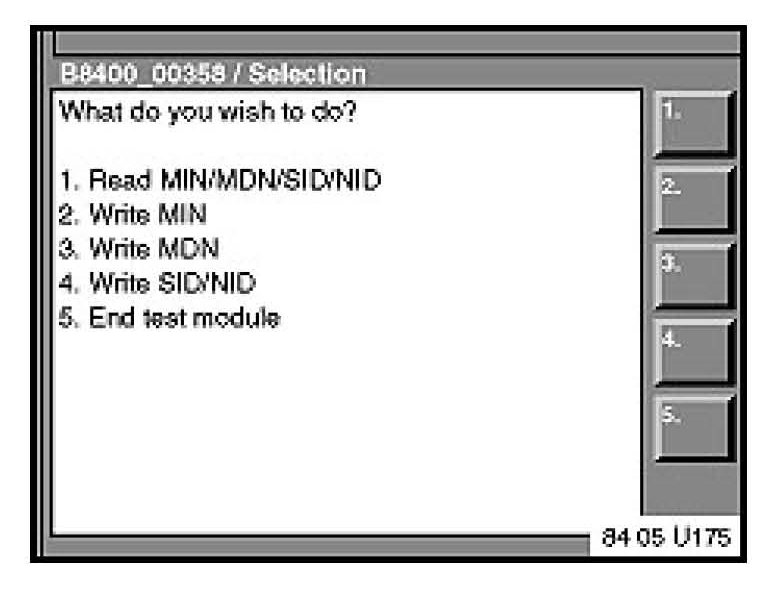 B8400_00358 / Selection
What do you wish to do?
1. Read MIN/MDN/SID/NID
2. Write MIN
3. Write MDN
4. Write SID/NID
5. End test module
1.
2.
3.
4.
5.
84 05 U175